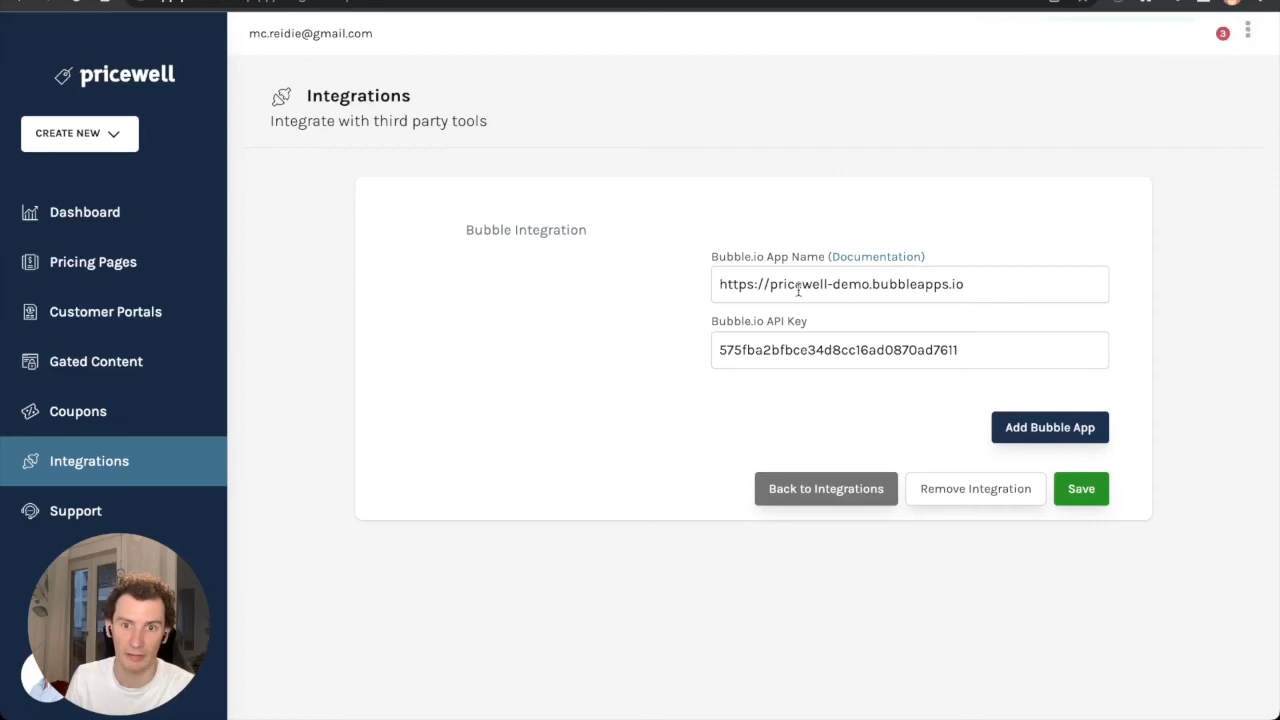 mc.reidie@gmail.com
3
pricewell
CREATE NEW
Integrations
Integrate with third party tools
Dashboard
Pricing Pages
Customer Portals
Gated Content
Coupons
Integrations
Support
Bubble Integration
Bubble.io App Name (Documentation)
https://pricewell-demo.bubbleapps.io
Bubble.io API Key
575fba2bfbce34d8cc16ad0870ad7611
Add Bubble App
Back to Integrations
Remove Integration
Save